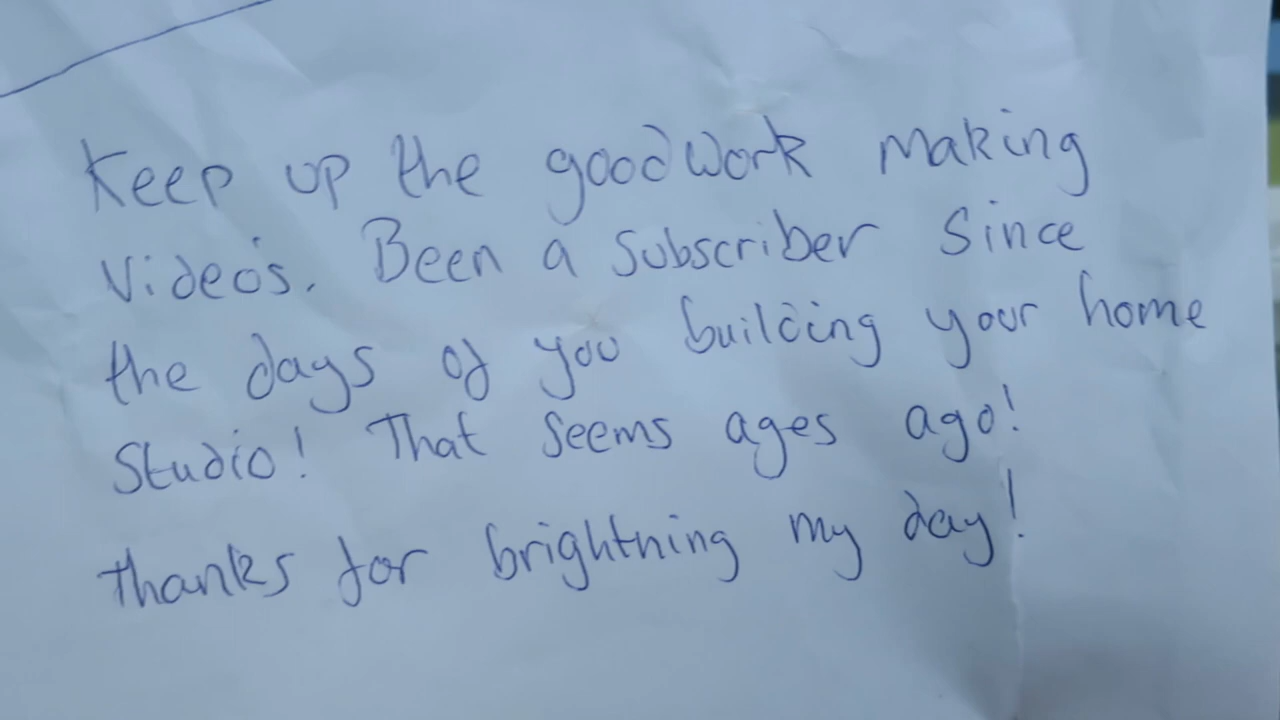 Keep up the goodwork making
Videos. Been a subscriber since
the days of you building your home
Studio! That seems ages ago!
thanks for brightning my day!